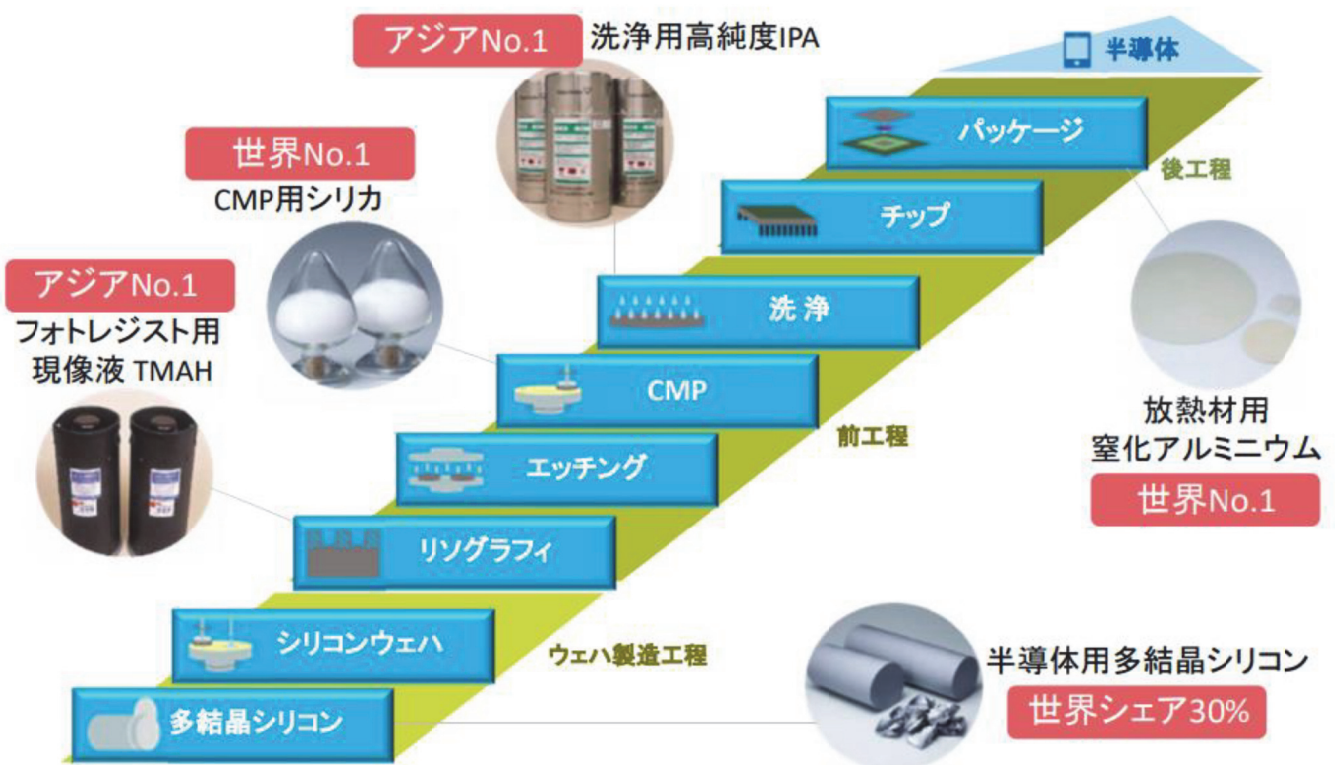 アジアNo.1
洗浄用高純度IPA
半導体
パッケージ
世界No.1
CMP用シリカ
後工程
チップ
アジアNo.1
フォトレジスト用
現像液 TMAH
洗 浄
CMP
前工程
放熱材用
窒化アルミニウム
世界No.1
エッチング
リソグラフィ
シリコンウェハ
ウェハ製造工程
半導体用多結晶シリコン
世界シェア30%
多結晶シリコン